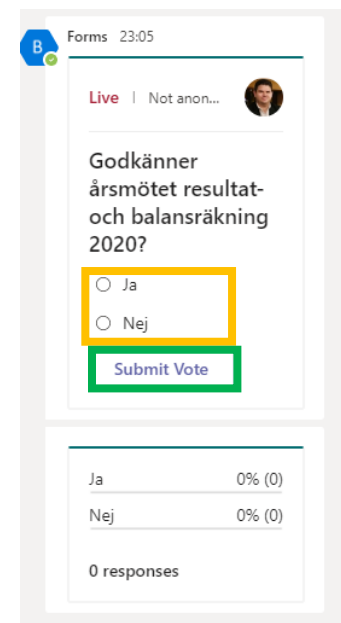 B
Forms 23:05
Live | Not anon...
Godkänner
årsmötet resultat-
och balansräkning
2020?
Ja
Nej
Submit Vote
Ja 0% (0)
Nej 0% (0)
0 responses